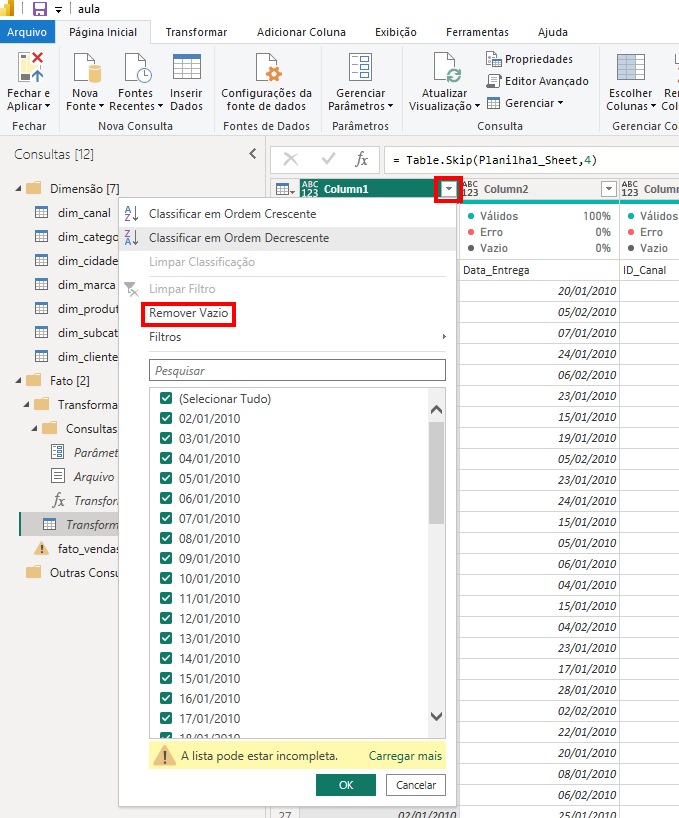 aula
Arquivo Página Inicial Transformar Adicionar Coluna Exibição Ferramentas Ajuda
Fechar e Aplicar
Nova Fonte
Fontes Recentes
Inserir Dados
Configurações da fonte de dados
Gerenciar Parâmetros
Atualizar Visualização
Propriedades
Editor Avançado
Gerenciar
Escolher Colunas
Fechar Nova Consulta Fontes de Dados Parâmetros Consulta Gerenciar Co
Consultas [12]
fx = Table.Skip(Planilha1_Sheet,4)
ABC 123 Column1 ABC 123 Column2 ABC 123 Colum
Dimensão [7]
dim_canal
dim_catego
dim_cidade
dim_marca
dim_produt
dim_subcat
dim_cliente
Fato [2]
Transforma
Consultas
Parâmet
Arquivo
fx Transfor
Transform
fato_vendas
Outras Consu
A Z Classificar em Ordem Crescente
Z A Classificar em Ordem Decrescente
Limpar Classificação
Limpar Filtro
Remover Vazio
Filtros
Pesquisar
(Selecionar Tudo)
02/01/2010
03/01/2010
04/01/2010
05/01/2010
06/01/2010
07/01/2010
08/01/2010
09/01/2010
10/01/2010
11/01/2010
12/01/2010
13/01/2010
14/01/2010
15/01/2010
16/01/2010
17/01/2010
18/01/2010
A lista pode estar incompleta. Carregar mais
OK Cancelar
Válidos 100%
Erro 0%
Vazio 0%
Válidos
Erro
Vazio
Data_Entrega ID_Canal
20/01/2010
05/02/2010
07/01/2010
24/01/2010
06/02/2010
23/01/2010
15/01/2010
19/01/2010
05/02/2010
23/01/2010
24/01/2010
15/01/2010
05/01/2010
06/01/2010
04/01/2010
15/01/2010
04/02/2010
23/01/2010
17/01/2010
28/01/2010
02/02/2010
22/01/2010
20/01/2010
08/01/2010
06/02/2010
27 02/01/2010 25/01/2010